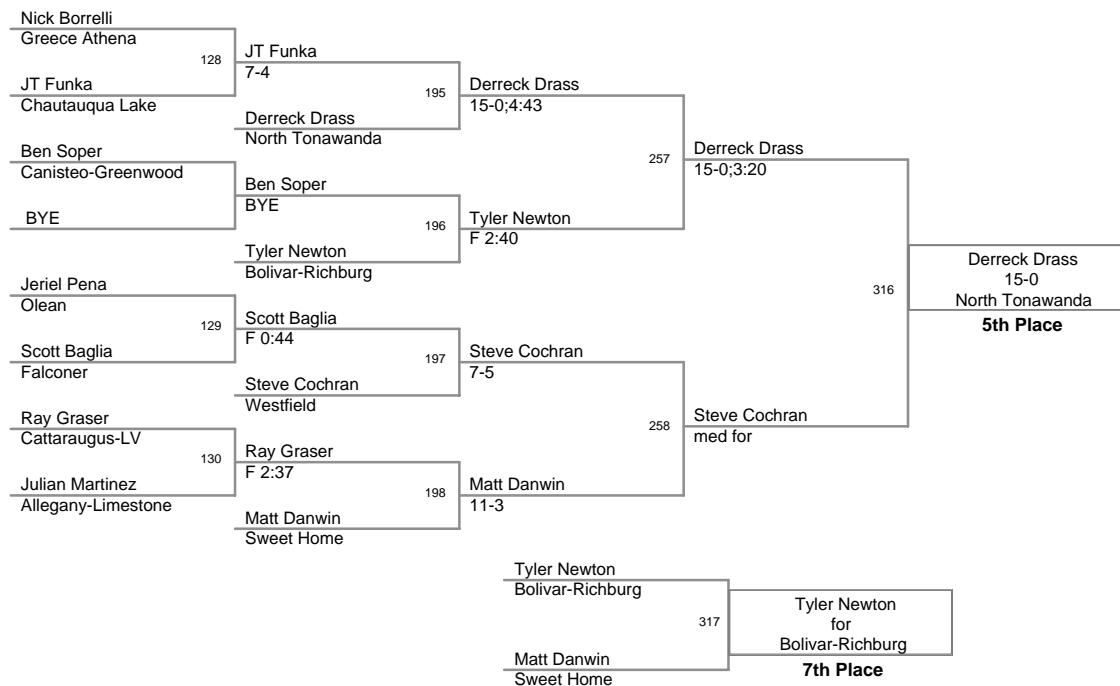 Nick Borrelli
Greece Athena
128
JT Funka
7-4
JT Funka
Chautauqua Lake
195
Derreck Drass
15-0;4:43
Derreck Drass
North Tonawanda
Ben Soper
Canisteo-Greenwood
257
Derreck Drass
15-0;3:20
Ben Soper
BYE
BYE
196
Tyler Newton
F 2:40
Tyler Newton
Bolivar-Richburg
Jeriel Pena
Olean
316
Derreck Drass
15-0
North Tonawanda
5th Place
129
Scott Baglia
F 0:44
Scott Baglia
Falconer
197
Steve Cochran
7-5
Steve Cochran
Westfield
Ray Graser
Cattaraugus-LV
258
Steve Cochran
med for
130
Ray Graser
F 2:37
Julian Martinez
Allegany-Limestone
198
Matt Danwin
11-3
Matt Danwin
Sweet Home
Tyler Newton
Bolivar-Richburg
317
Tyler Newton
for
Bolivar-Richburg
7th Place
Matt Danwin
Sweet Home